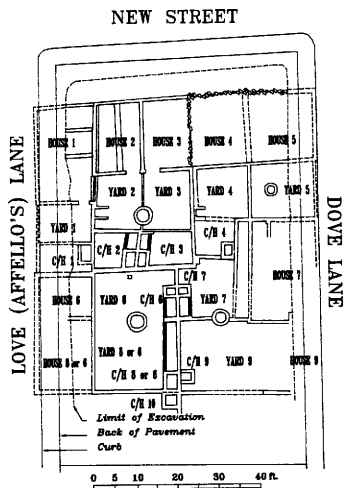 NEW STREET
LOVE (AFFELLO'S) LANE
DOVE LANE
HOUSE 1
HOUSE 2
HOUSE 3
HOUSE 4
HOUSE 5
YARD 2
YARD 3
YARD 4
YARD 5
YARD 1
C/H 1
C/H 2
C/H 3
C/H 4
HOUSE 6
YARD 6
C/H 6
C/H 7
YARD 7
HOUSE 7
HOUSE 8 or 6
YARD 8 or 6
C/H 8 or 6
C/H 9
YARD 9
HOUSE 9
C/H 10
Limit of Excavation
Back of Pavement
Curb
0 5 10 20 30 40 ft.